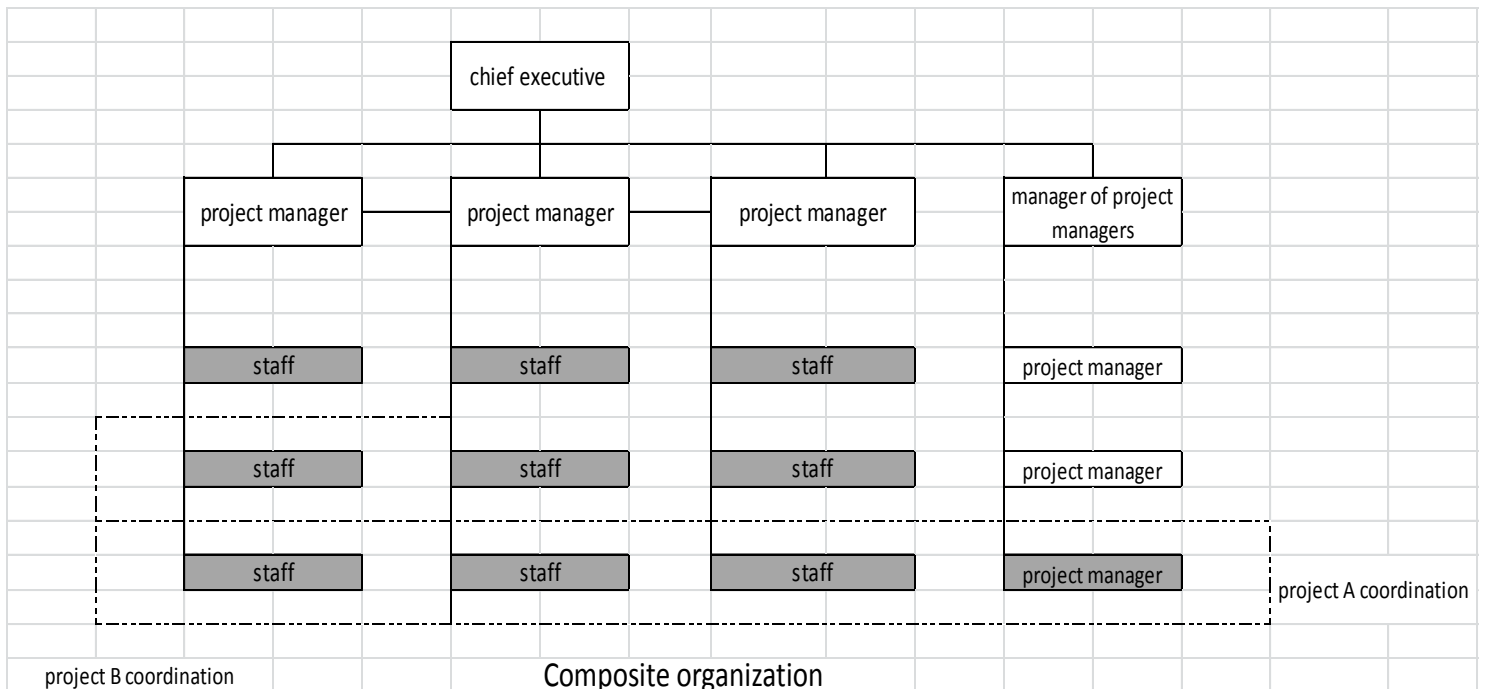 chief executive
project manager
project manager
project manager
manager of project
managers
staff
staff
staff
project manager
staff
staff
staff
project manager
staff
staff
staff
project manager
project A coordination
project B coordination
Composite organization